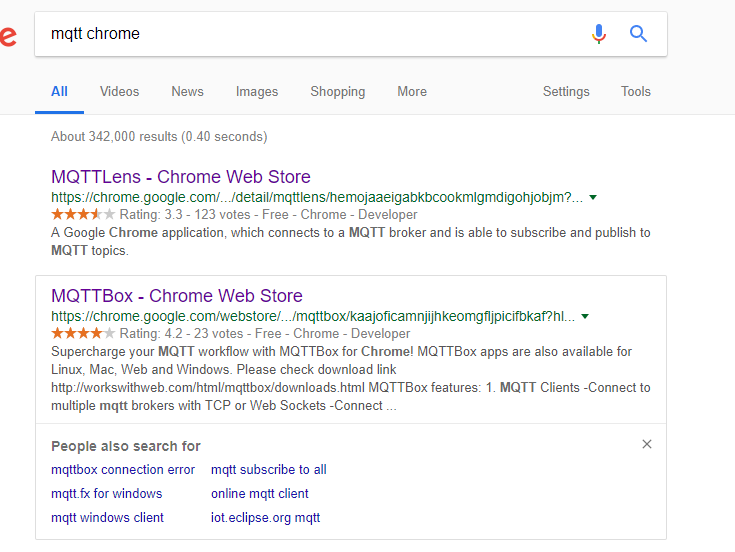 e
mqtt chrome
All Videos News Images Shopping More Settings Tools
About 342,000 results (0.40 seconds)
MQTTLens - Chrome Web Store
https://chrome.google.com/.../detail/mqttlens/hemojaaeigabkbcookmlgmdigohjobjm?...
Rating: 3.3 - 123 votes - Free - Chrome - Developer
A Google Chrome application, which connects to a MQTT broker and is able to subscribe and publish to
MQTT topics.
MQTTBox - Chrome Web Store
https://chrome.google.com/webstore/.../mqttbox/kaajoficamnjijhkeomgfljpicifbkaf?hl...
Rating: 4.2 - 23 votes - Free - Chrome - Developer
Supercharge your MQTT workflow with MQTTBox for Chrome! MQTTBox apps are also available for
Linux, Mac, Web and Windows. Please check download link
http://workswithweb.com/html/mqttbox/downloads.html MQTTBox features: 1. MQTT Clients -Connect to
multiple mqtt brokers with TCP or Web Sockets -Connect ...
People also search for
mqttbox connection error mqtt subscribe to all
mqtt.fx for windows online mqtt client
mqtt windows client iot.eclipse.org mqtt